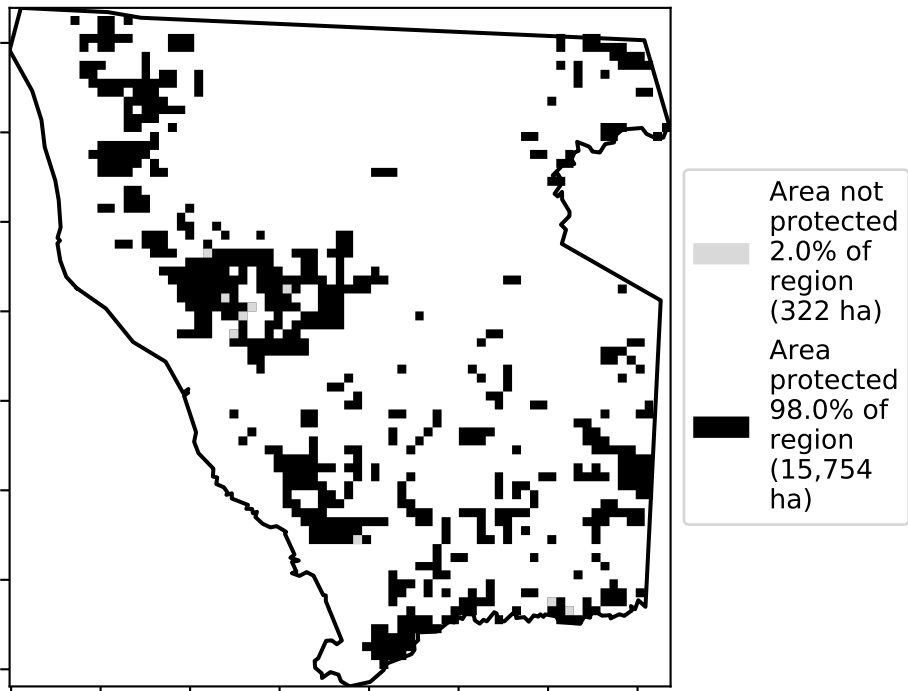 Area not
protected
2.0% of
region
(322 ha)
Area
protected
98.0% of
region
(15,754
ha)